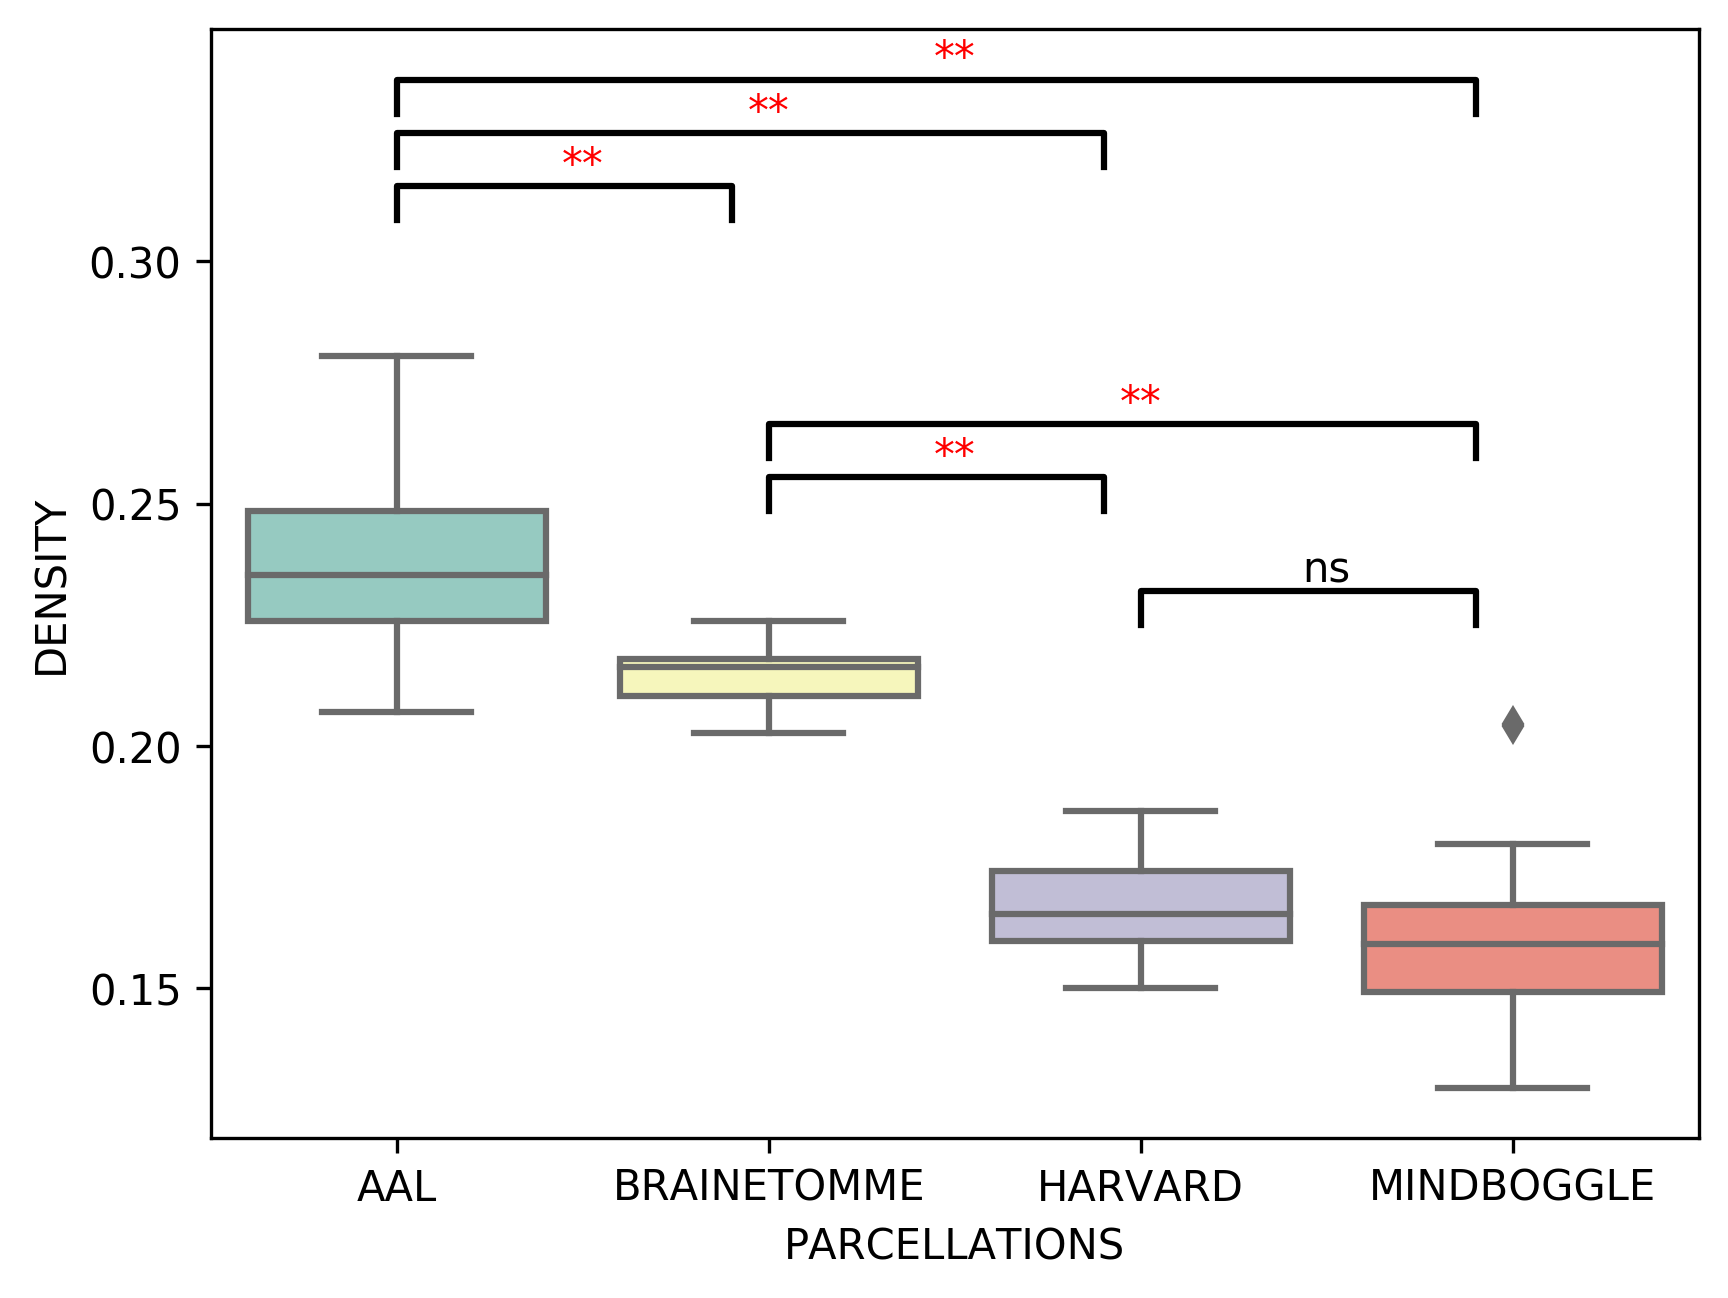 **
**
**
0.30
**
**
0.25
ns
0.20
0.15
DENSITY
AAL BRAINETOMME HARVARD MINDBOGGLE
PARCELLATIONS